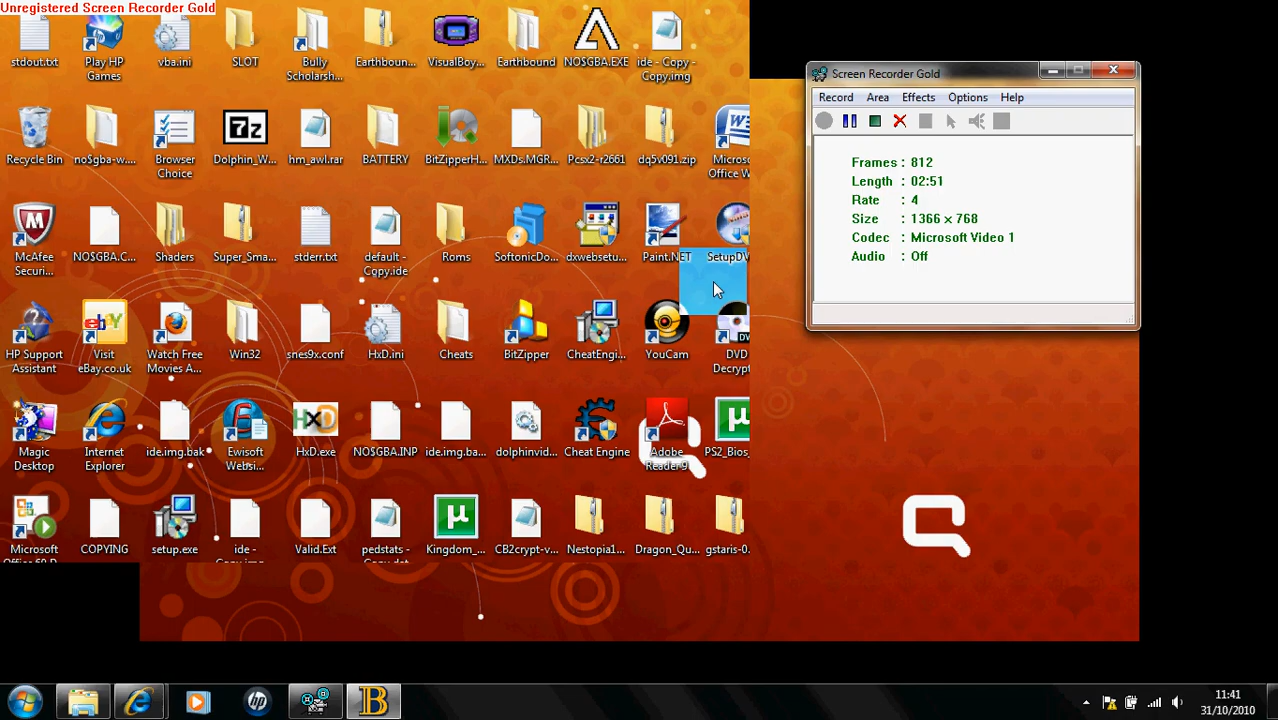 Unregistered Screen Recorder Gold
stdout.txt
Play HP
Games
vba.ini
SLOT
Bully
Scholarsh...
Earthboun...
VisualBoy...
Earthbound
NO$GBA.EXE
ide - Copy -
Copy.img
Recycle Bin
no$gba-w...
Browser
Choice
7z
Dolphin_W...
hm_awl.rar
BATTERY
BitZipperH...
MXDs.MGR...
Pcsx2-r2661
dq5v091.zip
Micros
Office W
McAfee
Securi...
NO$GBA.C...
Shaders
Super_Sma...
stderr.txt
default -
Copy.ide
Roms
SoftonicDo...
dxwebsetu...
Paint.NET
SetupDV
HP Support
Assistant
Visit
eBay.co.uk
Watch Free
Movies A...
Win32
snes9x.conf
HxD.ini
Cheats
BitZipper
CheatEngi...
YouCam
DVD
Decrypt
Magic
Desktop
Internet
Explorer
ide.img.bak
Ewisoft
Websi...
HxD
HxD.exe
NO$GBA.INP
ide.img.ba...
dolphinvid...
Cheat Engine
Adobe
Reader 9
PS2_Bios_
Microsoft
COPYING
setup.exe
ide -
Valid.Ext
pedstats -
Kingdom_...
CB2crypt-v...
Nestopia1...
Dragon_Qu...
gstaris-0.
Screen Recorder Gold
Record Area Effects Options Help
Frames : 812
Length : 02:51
Rate : 4
Size : 1366 × 768
Codec : Microsoft Video 1
Audio : Off
hp
B
11:41
31/10/2010